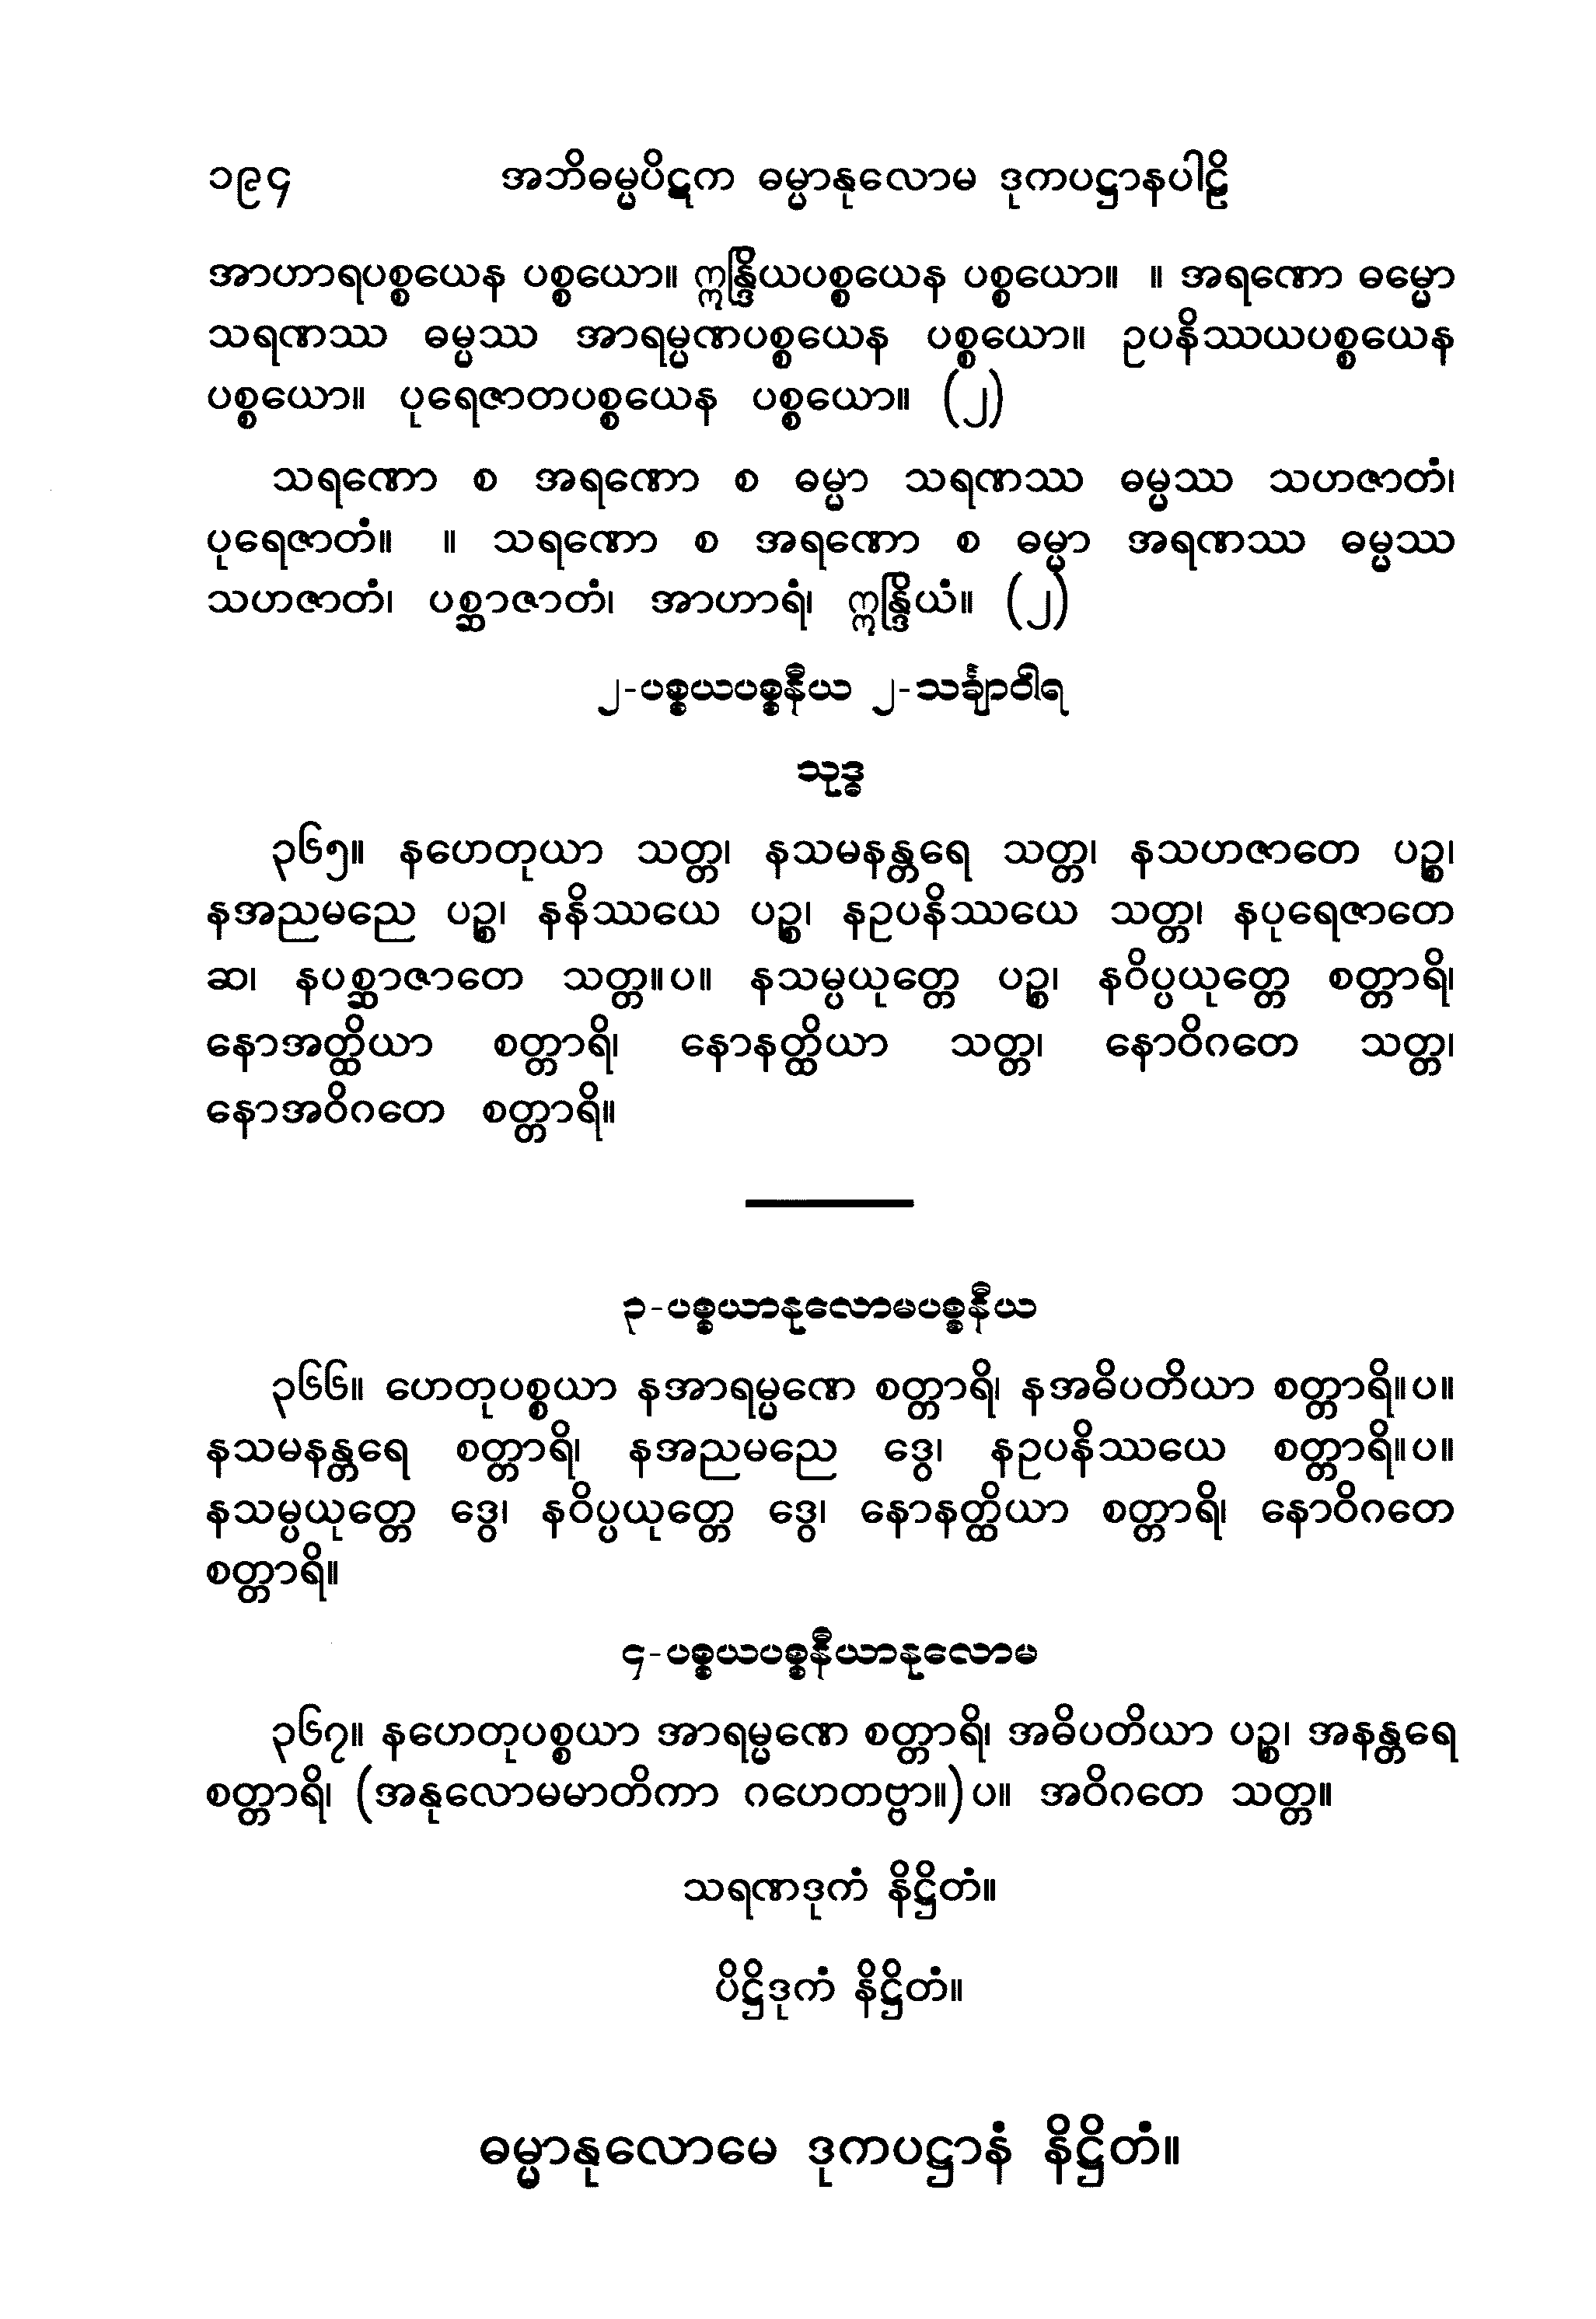 ၁၉၄ အဘိဓမ္မပိဋက ဓမ္မာနုလောမ ဒုကပဋ္ဌာနပါဠိ
အာဟာရပစ္စယေန ပစ္စယော။ ဣန္ဒြိယပစ္စယေန ပစ္စယော။ ။ အရဏော ဓမ္မော
သရဏဿ ဓမ္မဿ အာရမ္မဏပစ္စယေန ပစ္စယော။ ဥပနိဿယပစ္စယေန
ပစ္စယော။ ပုရေဇာတပစ္စယေန ပစ္စယော။ (၂)
သရဏော စ အရဏော စ ဓမ္မာ သရဏဿ ဓမ္မဿ သဟဇာတံ၊
ပုရေဇာတံ။ ။ သရဏော စ အရဏော စ ဓမ္မာ အရဏဿ ဓမ္မဿ
သဟဇာတံ၊ ပစ္ဆာဇာတံ၊ အာဟာရံ၊ ဣန္ဒြိယံ။ (၂)
၂-ပစ္စယပစ္စနီယ ၂-သင်္ချာဝါရ
သုဒ္ဓ
၃၆၅။ နဟေတုယာ သတ္တ၊ နသမနန္တရေ သတ္တ၊ နသဟဇာတေ ပဉ္စ၊
နအညမညေ ပဉ္စ၊ နနိဿယေ ပဉ္စ၊ နဥပနိဿယေ သတ္တ၊ နပုရေဇာတေ
ဆ၊ နပစ္ဆာဇာတေ သတ္တ။ပ။ နသမ္ပယုတ္တေ ပဉ္စ၊ နဝိပ္ပယုတ္တေ စတ္တာရိ၊
နောအတ္ထိယာ စတ္တာရိ၊ နောနတ္ထိယာ သတ္တ၊ နောဝိဂတေ သတ္တ၊
နောအဝိဂတေ စတ္တာရိ။
၃-ပစ္စယာနုလောမပစ္စနီယ
၃၆၆။ ဟေတုပစ္စယာ နအာရမ္မဏေ စတ္တာရိ၊ နအဓိပတိယာ စတ္တာရိ။ပ။
နသမနန္တရေ စတ္တာရိ၊ နအညမညေ ဒွေ၊ နဥပနိဿယေ စတ္တာရိ။ပ။
နသမ္ပယုတ္တေ ဒွေ၊ နဝိပ္ပယုတ္တေ ဒွေ၊ နောနတ္ထိယာ စတ္တာရိ၊ နောဝိဂတေ
စတ္တာရိ။
၄-ပစ္စယပစ္စနီယာနုလောမ
၃၆၇။ နဟေတုပစ္စယာ အာရမ္မဏေ စတ္တာရိ၊ အဓိပတိယာ ပဉ္စ၊ အနန္တရေ
စတ္တာရိ၊ (အနုလောမမာတိကာ ဂဟေတဗ္ဗာ။)ပ။ အဝိဂတေ သတ္တ။
သရဏဒုကံ နိဋ္ဌိတံ။
ပိဋ္ဌိဒုကံ နိဋ္ဌိတံ။
ဓမ္မာနုလောမေ ဒုကပဋ္ဌာနံ နိဋ္ဌိတံ။